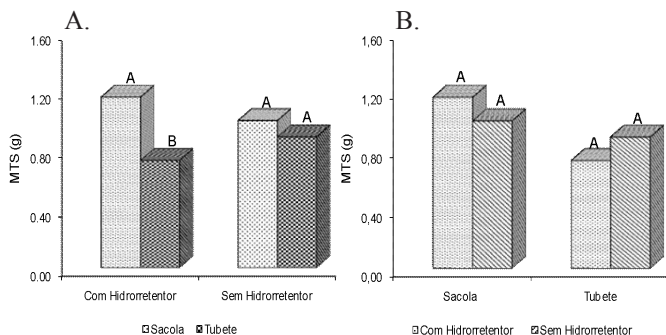 A.
1.60
1.20
0.80
0.40
0.00
MTS (g)
A
B
A
A
Com Hidrorretentor
Sem Hidrorretentor
Sacola
Tubete
B.
1,60
1,20
0,80
0,40
0,00
MTS (g)
A
A
A
A
Sacola
Tubete
Com Hidrorretentor
Sem Hidrorretentor